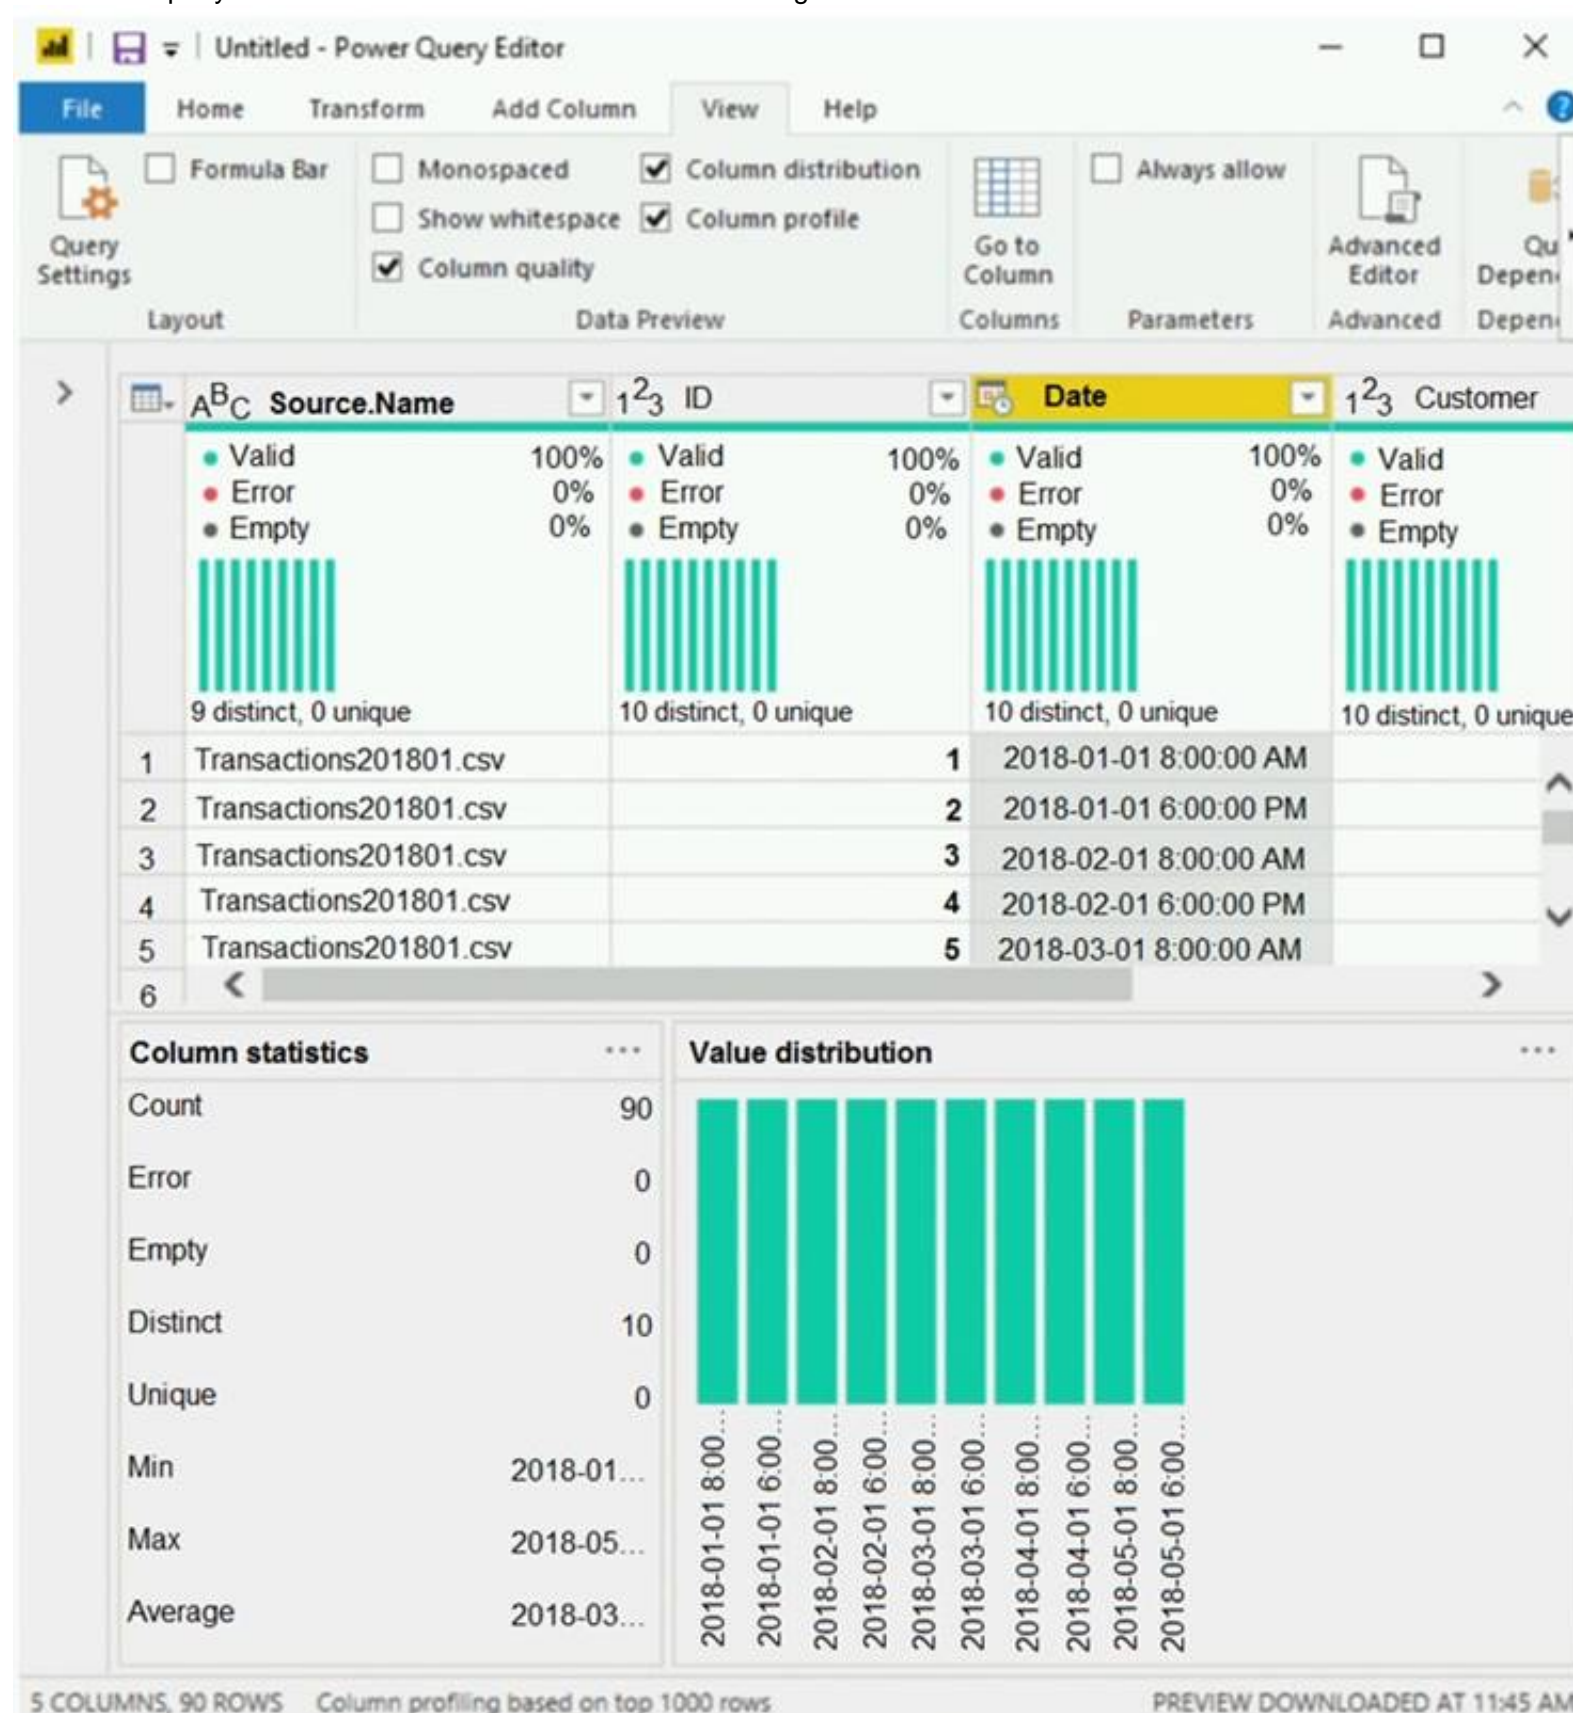 Untitled - Power Query Editor
File Home Transform Add Column View Help
Query Settings
Formula Bar
Layout
Monospaced
Show whitespace
Column quality
Column distribution
Column profile
Data Preview
Go to Column
Columns
Always allow
Parameters
Advanced Editor
Advanced
Qu
Depen
Depen
ABC Source.Name 123 ID Date 123 Customer
Valid 100% Valid 100% Valid 100% Valid
Error 0% Error 0% Error 0% Error
Empty 0% Empty 0% Empty 0% Empty
9 distinct, 0 unique 10 distinct, 0 unique 10 distinct, 0 unique 10 distinct, 0 unique
1 Transactions201801.csv 1 2018-01-01 8:00:00 AM
2 Transactions201801.csv 2 2018-01-01 6:00:00 PM
3 Transactions201801.csv 3 2018-02-01 8:00:00 AM
4 Transactions201801.csv 4 2018-02-01 6:00:00 PM
5 Transactions201801.csv 5 2018-03-01 8:00:00 AM
6
Column statistics ...
Count 90
Error 0
Empty 0
Distinct 10
Unique 0
Min 2018-01...
Max 2018-05...
Average 2018-03...
Value distribution ...
2018-01-01 8:00...
2018-01-01 6:00...
2018-02-01 8:00...
2018-02-01 6:00...
2018-03-01 8:00...
2018-03-01 6:00...
2018-04-01 8:00...
2018-04-01 6:00...
2018-05-01 8:00...
2018-05-01 6:00...
5 COLUMNS, 90 ROWS Column profiling based on top 1000 rows PREVIEW DOWNLOADED AT 11:45 AM